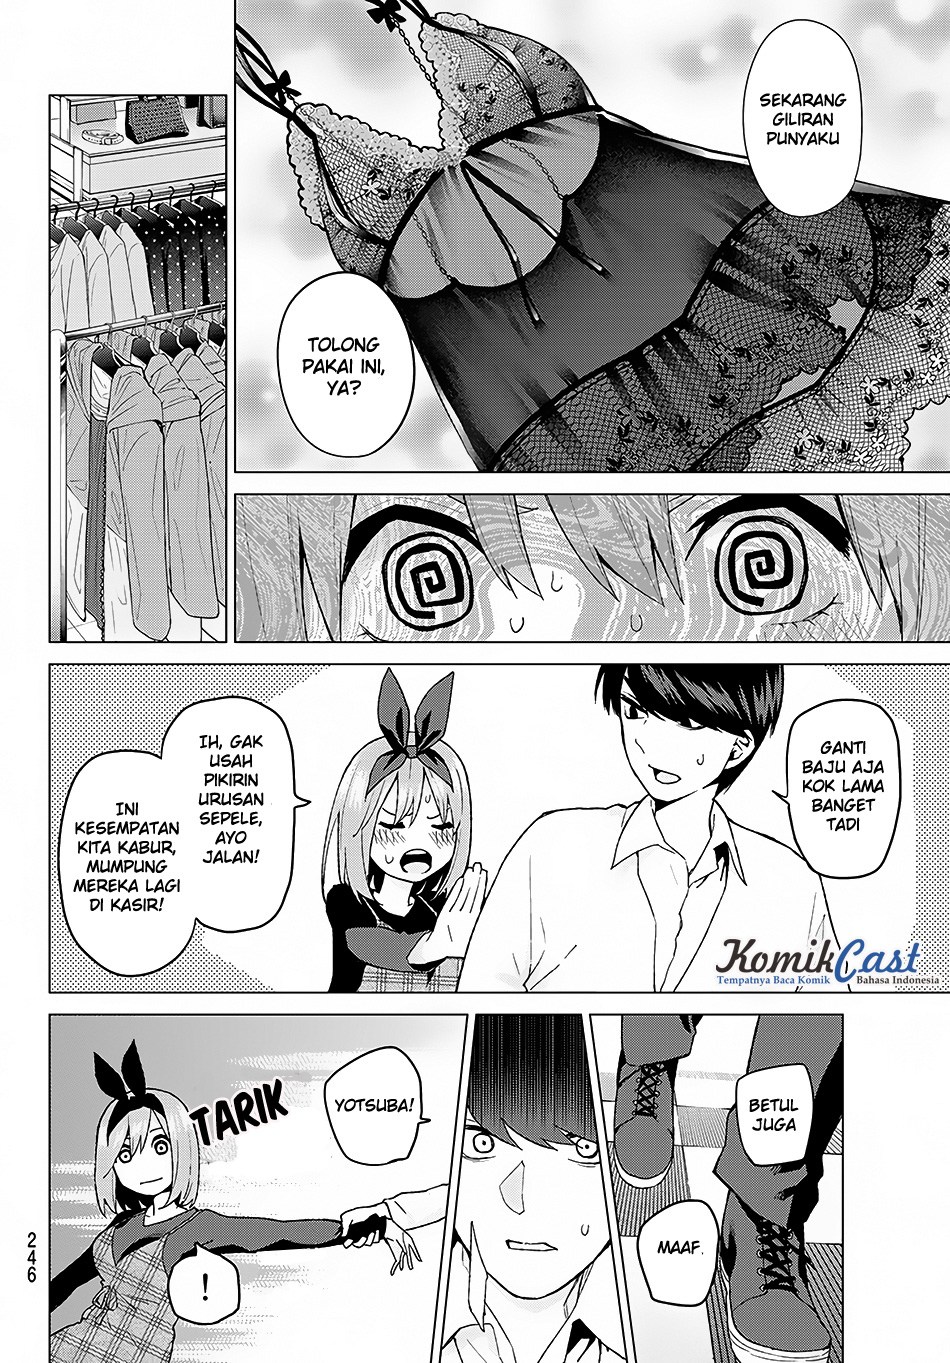 SEKARANG
GILIRAN
PUNYAKU
TOLONG
PAKAI INI,
YA?
GANTI
BAJU AJA
KOK LAMA
BANGET
TADI
IH, GAK
USAH
PIKIRIN
URUSAN
SEPELE,
AYO
JALAN!
INI
KESEMPATAN
KITA KABUR,
MUMPUNG
MEREKA LAGI
DI KASIR!
KomikCast
Tempatnya Baca Komik Bahasa Indonesia
BETUL
JUGA
MAAF.
YOTSUBA!
TARIK
!
246